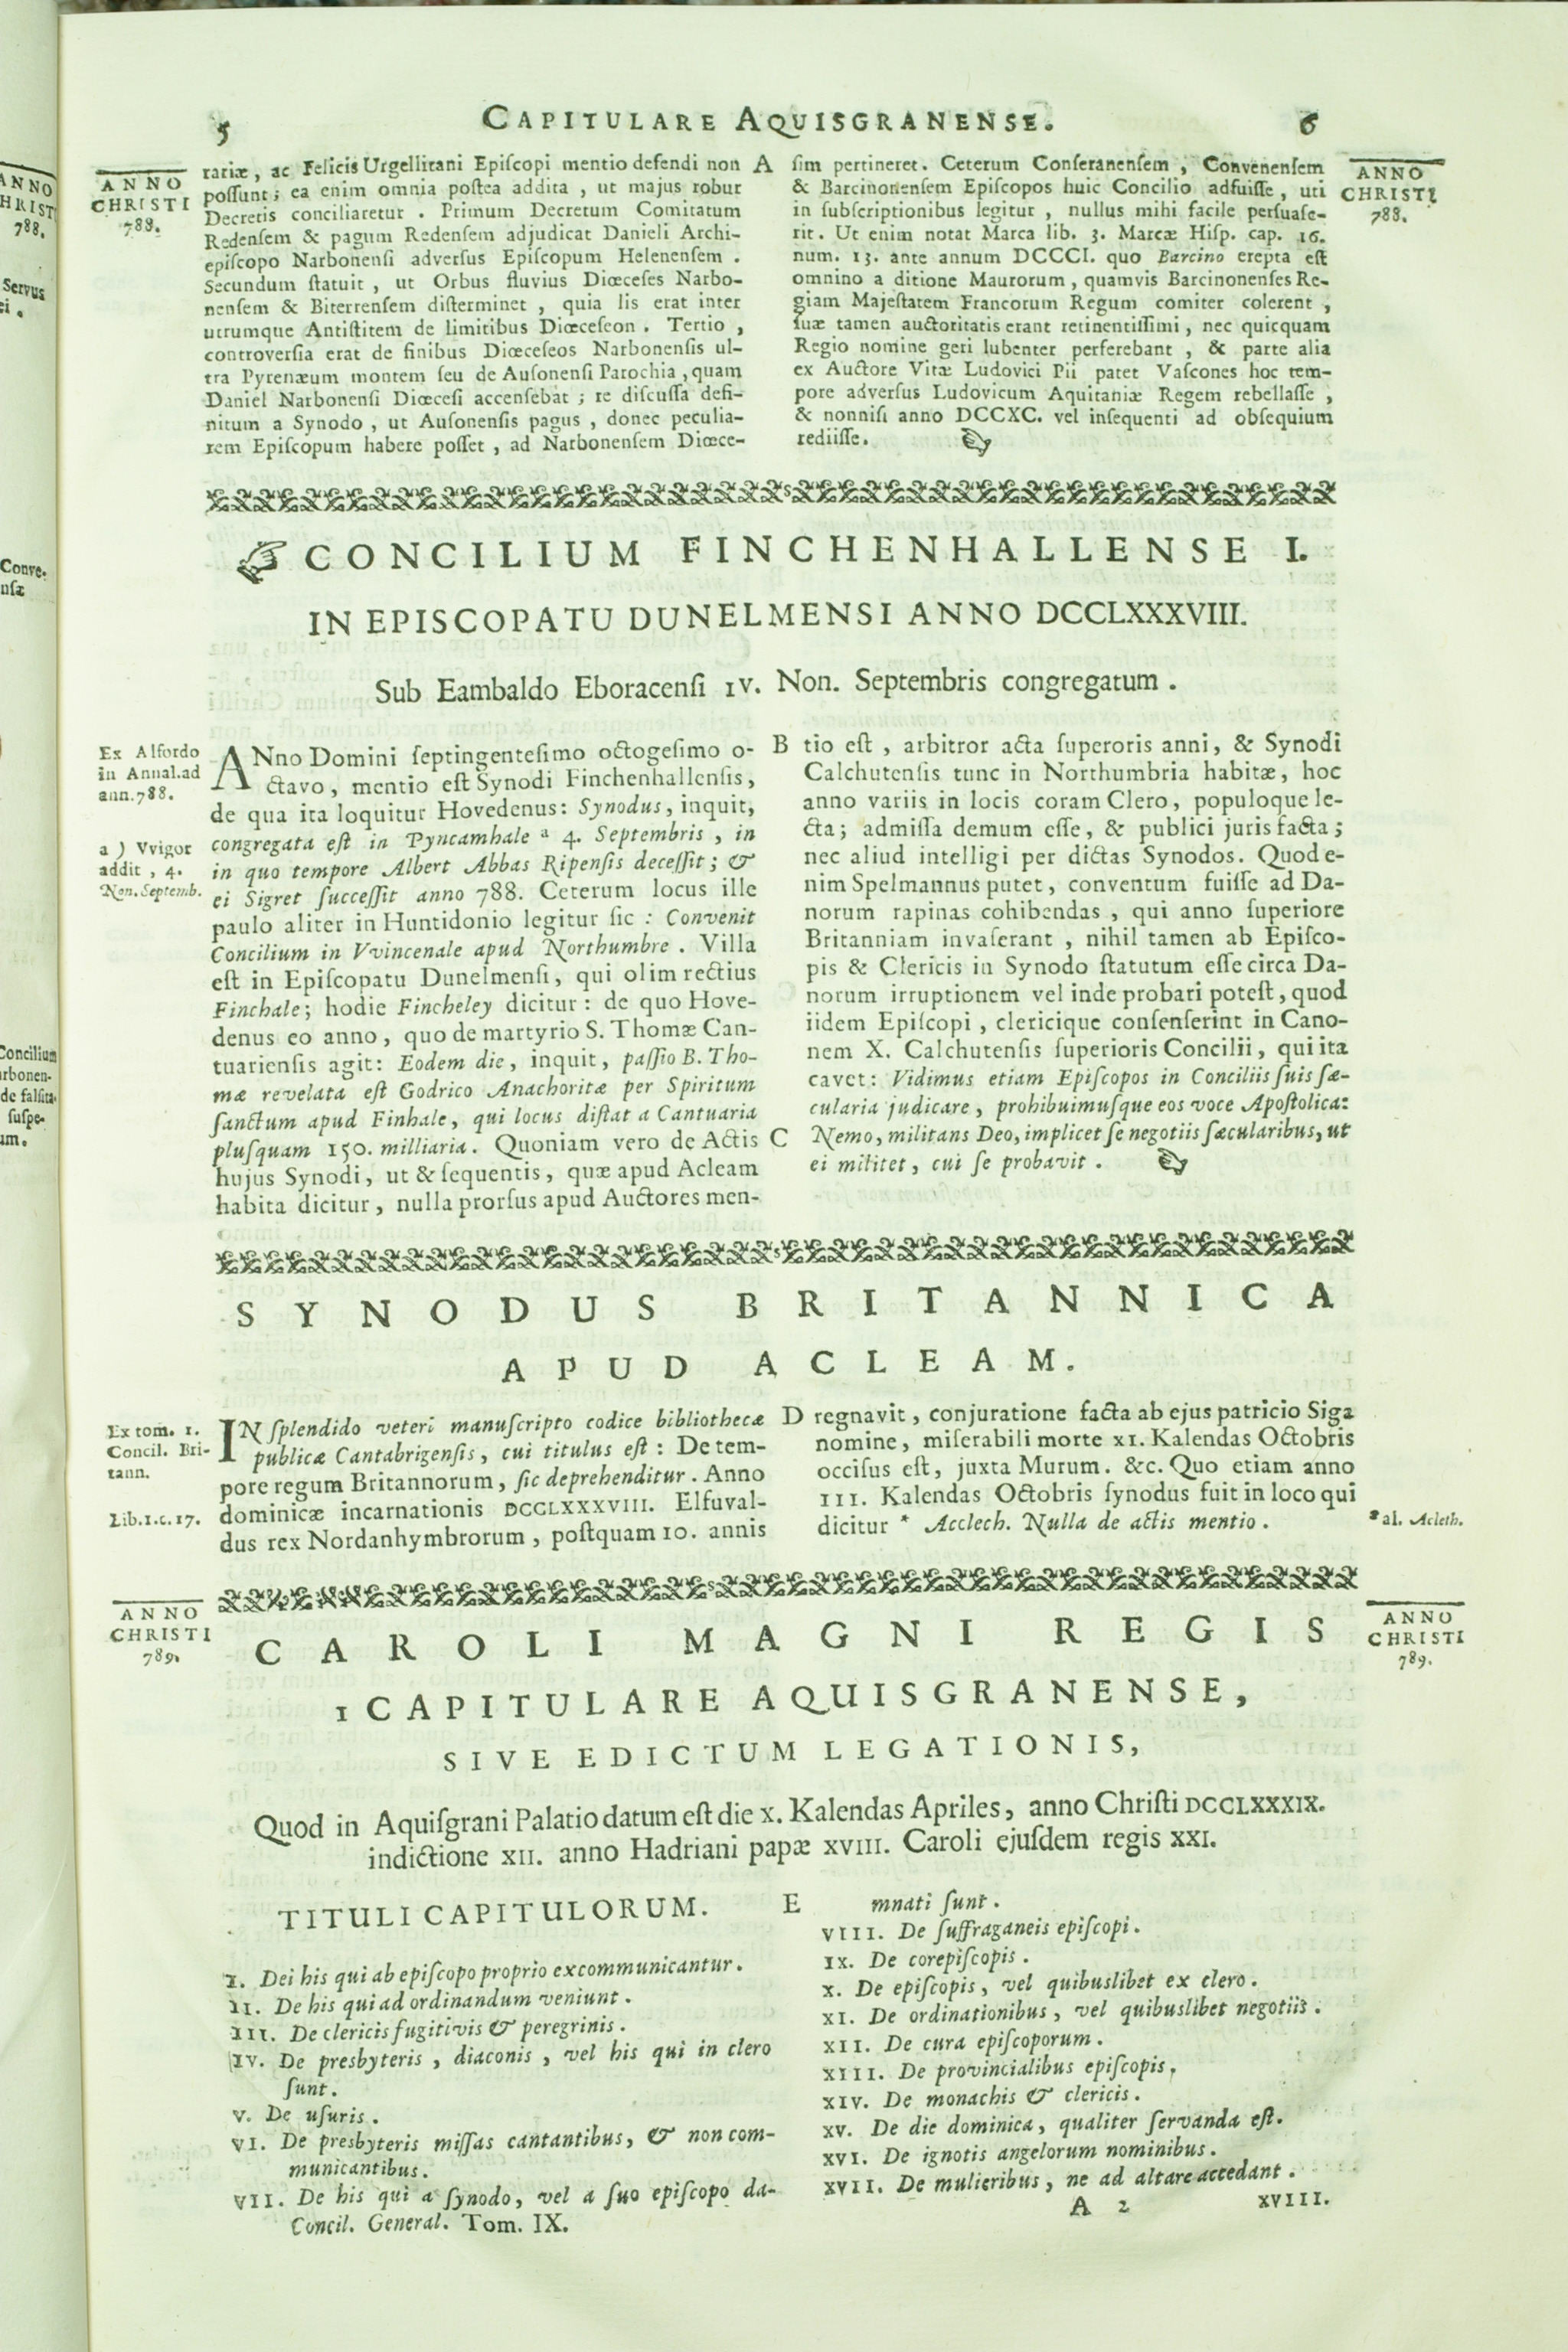 5
CAPITULARE AQUISGRANENSE.
6
ANNO
CHRISTI
788.
rariæ, ac Felicis Urgellitani Epiſcopi mentio defendi non
poſſunt; ea enim omnia poſtea addita, ut majus robur
Decretis conciliaretur. Primum Decretum Comitatum
Redenſem & pagum Redenſem adjudicat Danieli Archi-
epiſcopo Narbonenſi adverſus Epiſcopum Helenenſem.
Secundum ſtatuit, ut Orbus fluvius Diœceſes Narbo-
nenſem & Biterrenſem diſterminet, quia lis erat inter
utrumque Antiſtitem de limitibus Diœceſeon. Tertio,
controverſia erat de finibus Diœceſeos Narbonenſis ul-
tra Pyrenæum montem ſeu de Auſonenſi Parochia, quam
Daniel Narbonenſi Diœceſi accenſebat; re diſcuſſa defi-
nitum a Synodo, ut Auſonenſis pagus, donec peculia-
rem Epiſcopum habere poſſet, ad Narbonenſem Diœce-
A
ſim pertineret. Ceterum Conſeranenſem, Convenenſem
& Barcinonenſem Epiſcopos huic Concilio adfuiſſe, uti
in ſubſcriptionibus legitur, nullus mihi facile perſuaſe-
rit. Ut enim notat Marca lib. 3. Marcæ Hiſp. cap. 16.
num. 13. ante annum DCCCI. quo Barcino erepta eſt
omnino a ditione Maurorum, quamvis Barcinonenſes Re-
giam Majeſtatem Francorum Regum comiter colerent,
ſuæ tamen auctoritatis erant retinentiſſimi, nec quicquam
Regio nomine geri lubenter perferebant, & parte alia
ex Auctore Vitæ Ludovici Pii patet Vaſcones hoc tem-
pore adverſus Ludovicum Aquitaniæ Regem rebellaſſe,
& nonniſi anno DCCXC. vel inſequenti ad obſequium
rediiſſe.
ANNO
CHRISTI
788.
CONCILIUM FINCHENHALLENSE I.
IN EPISCOPATU DUNELMENSI ANNO DCCLXXXVIII.
Sub Eambaldo Eboracenſi IV. Non. Septembris congregatum.
Ex Alfordo
in Annal. ad
ann. 788.
a ) Vvigor
addit, 4.
Non. Septemb.
ANno Domini ſeptingenteſimo octogeſimo o-
ctavo, mentio eſt Synodi Finchenhallenſis,
de qua ita loquitur Hovedenus: Synodus, inquit,
congregata eſt in Pyncamhale a 4. Septembris, in
in quo tempore Albert Abbas Ripenſis deceſſit; &
ei Sigret ſucceſſit anno 788. Ceterum locus ille
paulo aliter in Huntidonio legitur ſic: Convenit
Concilium in Vvincenale apud Northumbre. Villa
eſt in Epiſcopatu Dunelmenſi, qui olim rectius
Finchale; hodie Fincheley dicitur: de quo Hove-
denus eo anno, quo de martyrio S. Thomæ Can-
tuarienſis agit: Eodem die, inquit, paſſio B. Tho-
mæ revelata eſt Godrico Anachoritæ per Spiritum
ſanctum apud Finhale, qui locus diſtat a Cantuaria
pluſquam 150. milliaria. Quoniam vero de Actis
hujus Synodi, ut & ſequentis, quæ apud Acleam
habita dicitur, nulla prorſus apud Auctores men-
B
tio eſt, arbitror acta ſuperoris anni, & Synodi
Calchutenſis tunc in Northumbria habitæ, hoc
anno variis in locis coram Clero, populoque le-
cta; admiſſa demum eſſe, & publici juris facta;
nec aliud intelligi per dictas Synodos. Quod e-
nim Spelmannus putet, conventum fuiſſe ad Da-
norum rapinas cohibendas, qui anno ſuperiore
Britanniam invaſerant, nihil tamen ab Epiſco-
pis & Clericis in Synodo ſtatutum eſſe circa Da-
norum irruptionem vel inde probari poteſt, quod
iidem Epiſcopi, clericique conſenſerint in Cano-
nem X. Calchutenſis ſuperioris Concilii, qui ita
cavet: Vidimus etiam Epiſcopos in Conciliis ſuis ſæ-
cularia judicare, prohibuimuſque eos voce Apoſtolica:
C
Nemo, militans Deo, implicet ſe negotiis ſæcularibus, ut
ei militet, cui ſe probavit.
SYNODUS BRITANNICA
APUD ACLEAM.
Ex tom. 1.
Concil. Bri-
tann.
Lib. 1. c. 17.
IN ſplendido veteri manuſcripto codice bibliothecæ
publicæ Cantabrigenſis, cui titulus eſt: De tem-
pore regum Britannorum, ſic deprehenditur. Anno
dominicæ incarnationis DCCLXXXVIII. Elfuval-
dus rex Nordanhymbrorum, poſtquam 10. annis
D
regnavit, conjuratione facta ab ejus patricio Siga
nomine, miſerabili morte XI. Kalendas Octobris
occiſus eſt, juxta Murum. &c. Quo etiam anno
III. Kalendas Octobris ſynodus fuit in loco qui
dicitur * Acclech. Nulla de actis mentio.
* al. Acleth.
ANNO
CHRISTI
789.
CAROLI MAGNI REGIS
1 CAPITULARE AQUISGRANENSE,
SIVE EDICTUM LEGATIONIS,
ANNO
CHRISTI
789.
Quod in Aquiſgrani Palatio datum eſt die X. Kalendas Apriles, anno Chriſti DCCLXXXIX.
indictione XII. anno Hadriani papæ XVIII. Caroli ejuſdem regis XXI.
TITULI CAPITULORUM.
I. Dei his qui ab epiſcopo proprio excommunicantur.
II. De his qui ad ordinandum veniunt.
III. De clericis fugitivis & peregrinis.
IV. De presbyteris, diaconis, vel his qui in clero
ſunt.
V. De uſuris.
VI. De presbyteris miſſas cantantibus, & non com-
municantibus.
VII. De his qui a ſynodo, vel a ſuo epiſcopo da-
Concil. General. Tom. IX.
E
mnati ſunt.
VIII. De ſuffraganeis epiſcopi.
IX. De corepiſcopis.
X. De epiſcopis, vel quibuslibet ex clero.
XI. De ordinationibus, vel quibuslibet negotiis.
XII. De cura epiſcoporum.
XIII. De provincialibus epiſcopis.
XIV. De monachis & clericis.
XV. De die dominica, qualiter ſervanda eſt.
XVI. De ignotis angelorum nominibus.
XVII. De mulieribus, ne ad altare accedant.
A 2
XVIII.